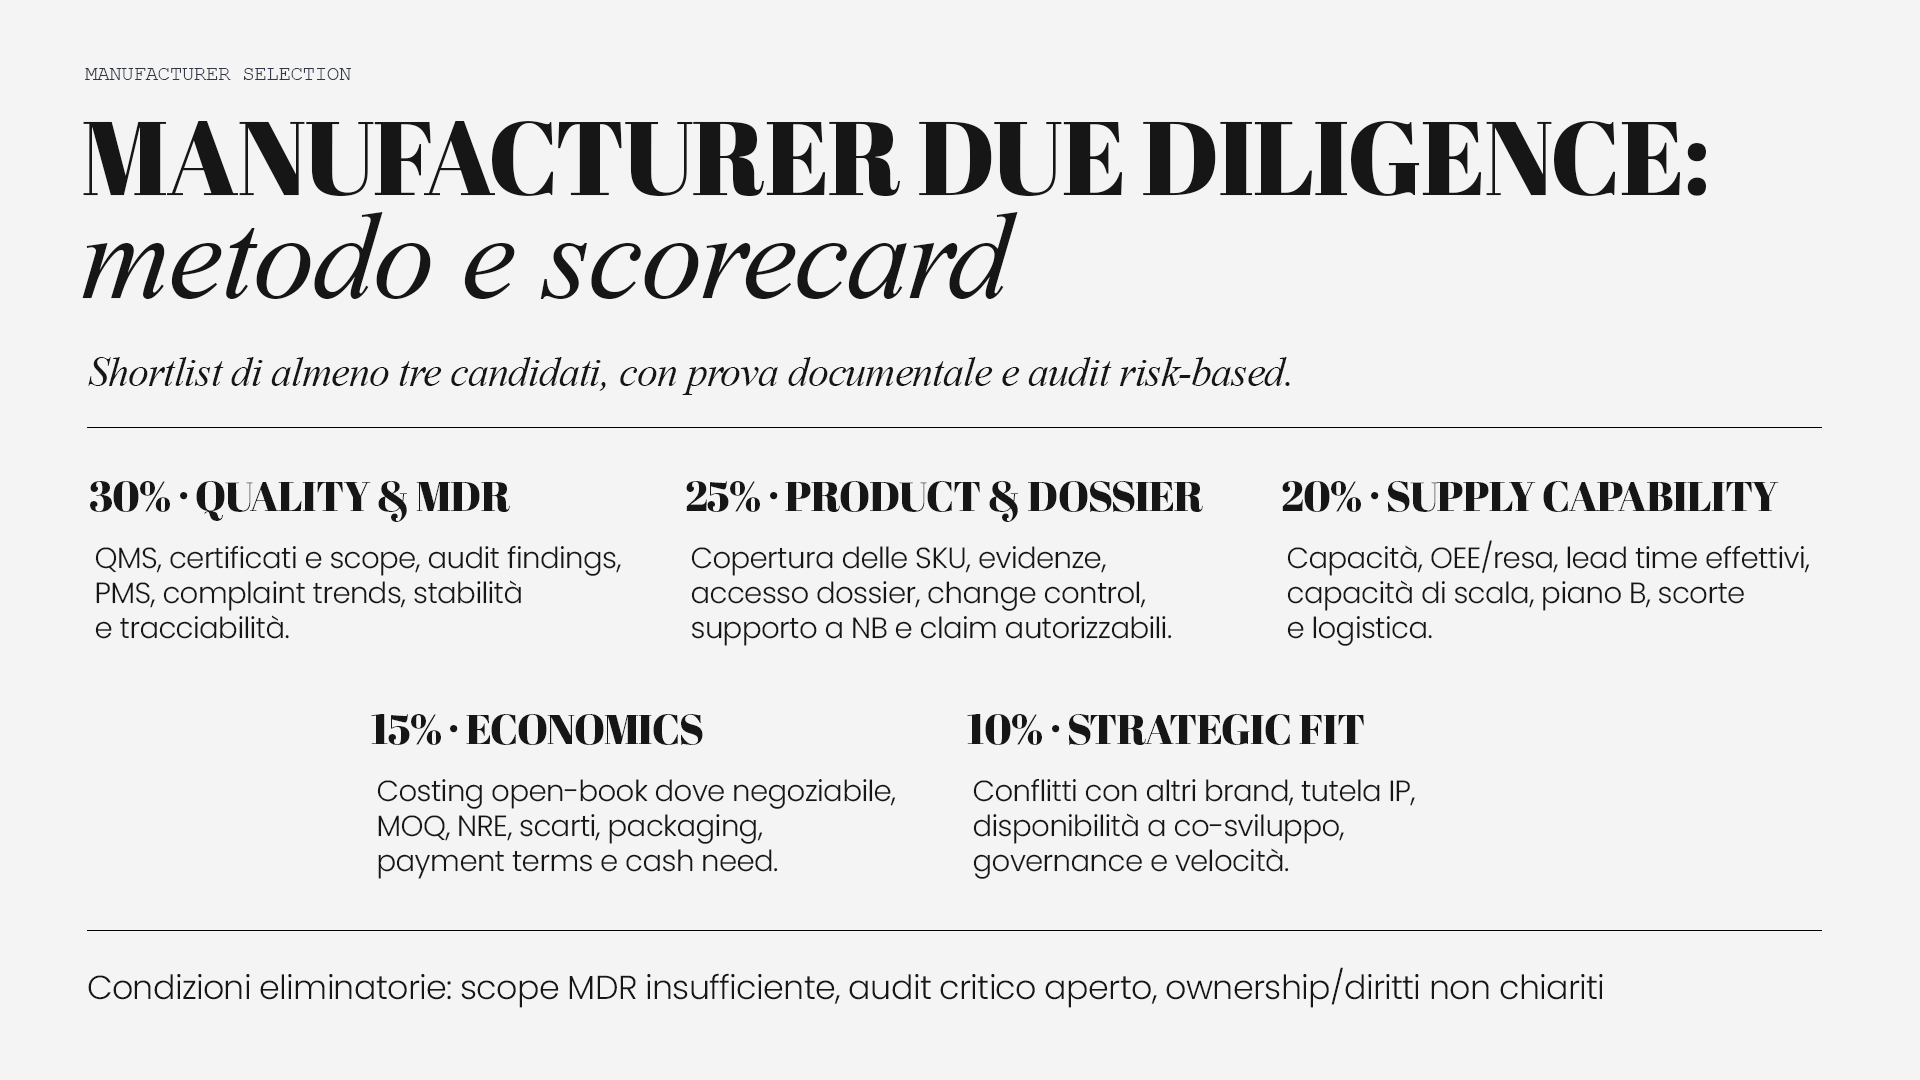 MANUFACTURER SELECTION
MANUFACTURER DUE DILIGENCE:
metodo e scorecard
Shortlist di almeno tre candidati, con prova documentale e audit risk-based.
30% · QUALITY & MDR
QMS, certificati e scope, audit findings,
PMS, complaint trends, stabilità
e tracciabilità.
25% · PRODUCT & DOSSIER
Copertura delle SKU, evidenze,
accesso dossier, change control,
supporto a NB e claim autorizzabili.
20% · SUPPLY CAPABILITY
Capacità, OEE/resa, lead time effettivi,
capacità di scala, piano B, scorte
e logistica.
15% · ECONOMICS
Costing open-book dove negoziabile,
MOQ, NRE, scarti, packaging,
payment terms e cash need.
10% · STRATEGIC FIT
Conflitti con altri brand, tutela IP,
disponibilità a co-sviluppo,
governance e velocità.
Condizioni eliminatorie: scope MDR insufficiente, audit critico aperto, ownership/diritti non chiariti